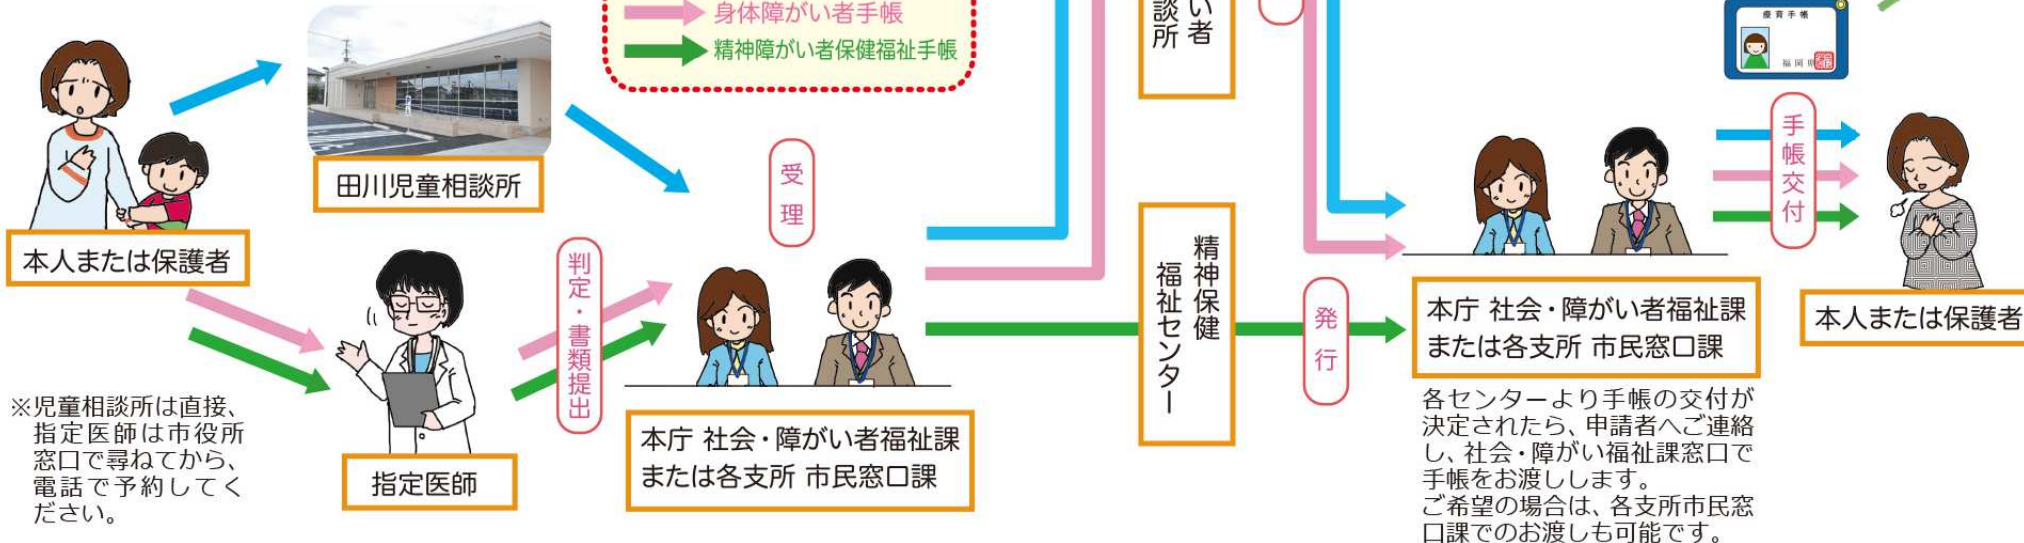 身体障がい者手帳
精神障がい者保健福祉手帳
い者
談所
療育手帳
福岡県
田川児童相談所
受理
手帳交付
本人または保護者
判定・書類提出
精神保健
福祉センター
発行
本庁 社会・障がい者福祉課
または各支所 市民窓口課
本人または保護者
※児童相談所は直接、
指定医師は市役所
窓口で尋ねてから、
電話で予約してく
ださい。
指定医師
本庁 社会・障がい者福祉課
または各支所 市民窓口課
各センターより手帳の交付が
決定されたら、申請者へご連絡
し、社会・障がい福祉課窓口で
手帳をお渡しします。
ご希望の場合は、各支所市民窓
口課でのお渡しも可能です。